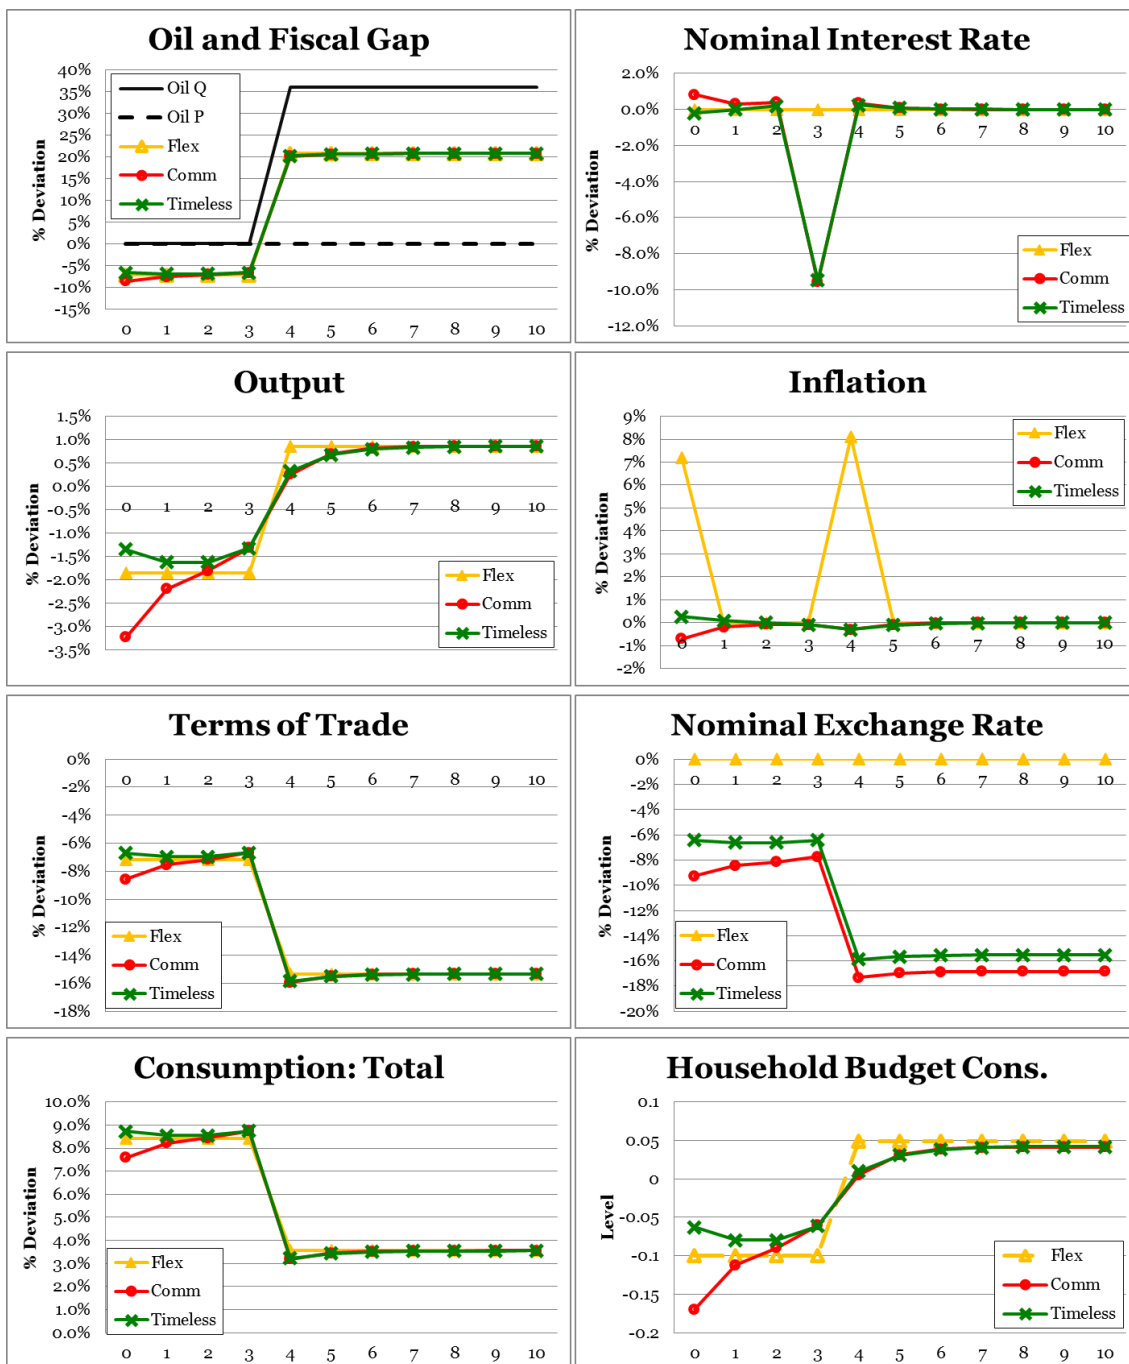 Oil and Fiscal Gap
% Deviation
40%
35%
30%
25%
20%
15%
10%
5%
0%
-5%
-10%
-15%
Oil Q
Oil P
Flex
Comm
Timeless
0 1 2 3 4 5 6 7 8 9 10
Nominal Interest Rate
% Deviation
2.0%
0.0%
-2.0%
-4.0%
-6.0%
-8.0%
-10.0%
-12.0%
0 1 2 3 4 5 6 7 8 9 10
Flex
Comm
Timeless
Output
% Deviation
1.5%
1.0%
0.5%
0.0%
-0.5%
-1.0%
-1.5%
-2.0%
-2.5%
-3.0%
-3.5%
0 1 2 3 4 5 6 7 8 9 10
Flex
Comm
Timeless
Inflation
% Deviation
9%
8%
7%
6%
5%
4%
3%
2%
1%
0%
-1%
-2%
Flex
Comm
Timeless
0 1 2 3 4 5 6 7 8 9 10
Terms of Trade
% Deviation
0%
-2%
-4%
-6%
-8%
-10%
-12%
-14%
-16%
-18%
0 1 2 3 4 5 6 7 8 9 10
Flex
Comm
Timeless
Nominal Exchange Rate
% Deviation
0%
-2%
-4%
-6%
-8%
-10%
-12%
-14%
-16%
-18%
-20%
0 1 2 3 4 5 6 7 8 9 10
Flex
Comm
Timeless
Consumption: Total
% Deviation
10.0%
9.0%
8.0%
7.0%
6.0%
5.0%
4.0%
3.0%
2.0%
1.0%
0.0%
Flex
Comm
Timeless
0 1 2 3 4 5 6 7 8 9 10
Household Budget Cons.
Level
0.1
0.05
0
-0.05
-0.1
-0.15
-0.2
Flex
Comm
Timeless
0 1 2 3 4 5 6 7 8 9 10